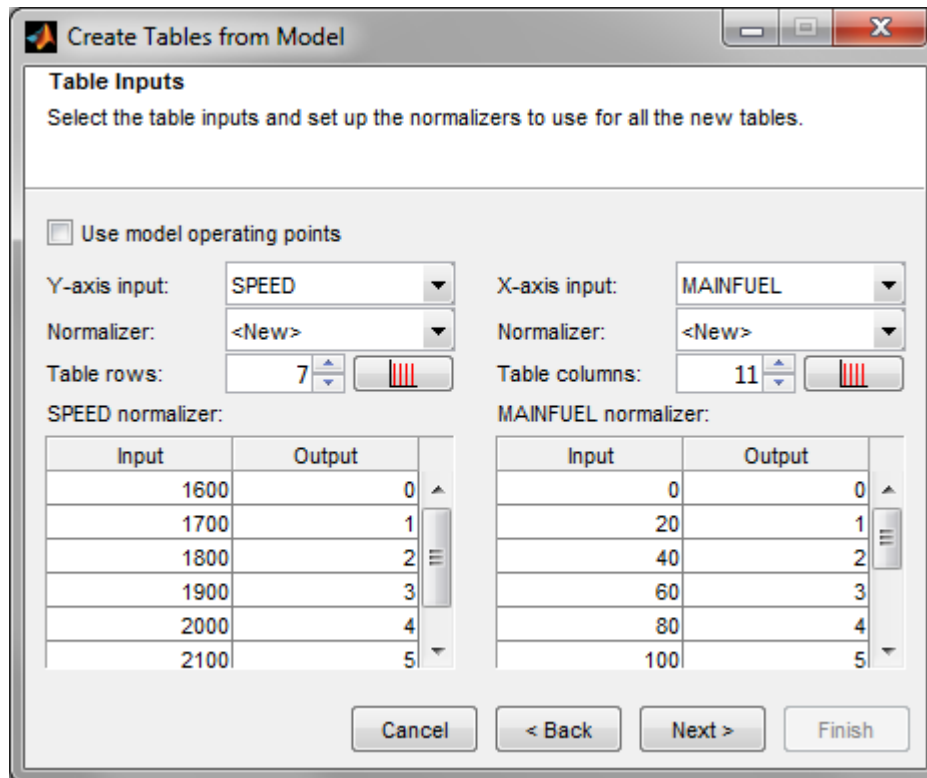 Create Tables from Model
Table Inputs
Select the table inputs and set up the normalizers to use for all the new tables.
Use model operating points
Y-axis input: SPEED X-axis input: MAINFUEL
Normalizer: <New> Normalizer: <New>
Table rows: 7 Table columns: 11
SPEED normalizer: MAINFUEL normalizer:
Input Output Input Output
1600 0 0 0
1700 1 20 1
1800 2 40 2
1900 3 60 3
2000 4 80 4
2100 5 100 5
Cancel < Back Next > Finish